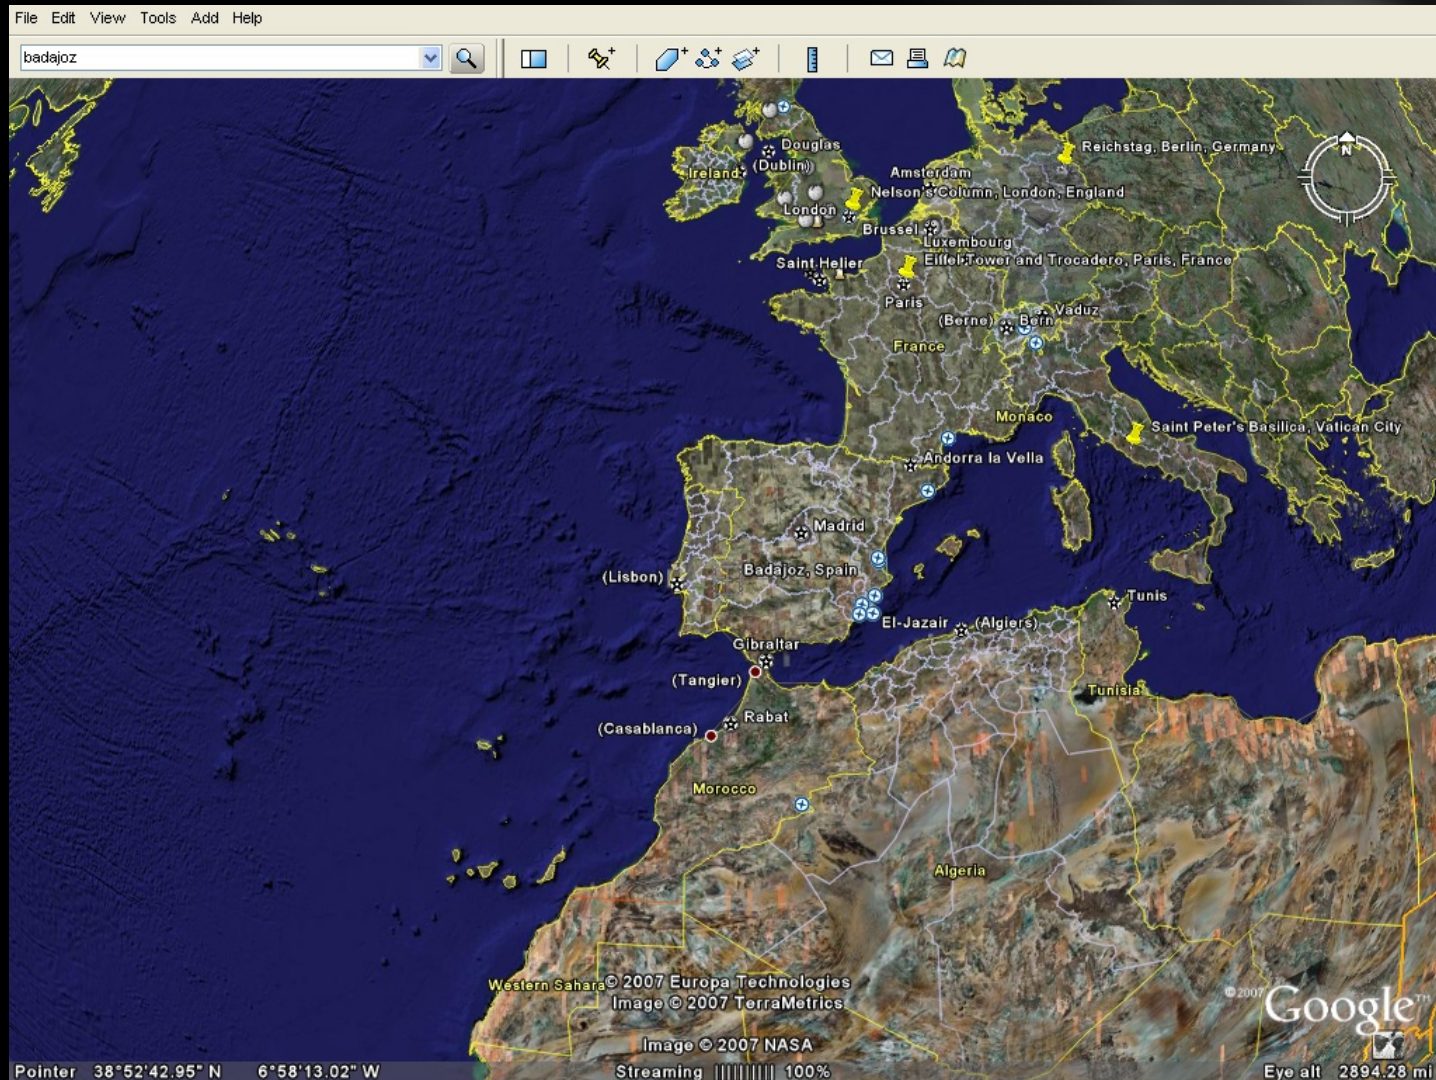 File Edit View Tools Add Help
badajoz
N
Douglas
Reichstag, Berlin, Germany
(Dublin)
Ireland
Amsterdam
Nelson's Column, London, England
London
Brussel
Luxembourg
Saint Helier
Eiffel Tower and Trocadero, Paris, France
Paris
Vaduz
(Berne) Bern
France
Monaco
Saint Peter's Basilica, Vatican City
Andorra la Vella
Madrid
Badajoz, Spain
(Lisbon)
Tunis
El-Jazair (Algiers)
Gibraltar
(Tangier)
Tunisia
Rabat
(Casablanca)
Morocco
Algeria
Western Sahara
© 2007 Europa Technologies
Image © 2007 TerraMetrics
© 2007 Google™
Image © 2007 NASA
Pointer 38°52'42.95" N 6°58'13.02" W Streaming ||||||||| 100% Eye alt 2894.28 mi